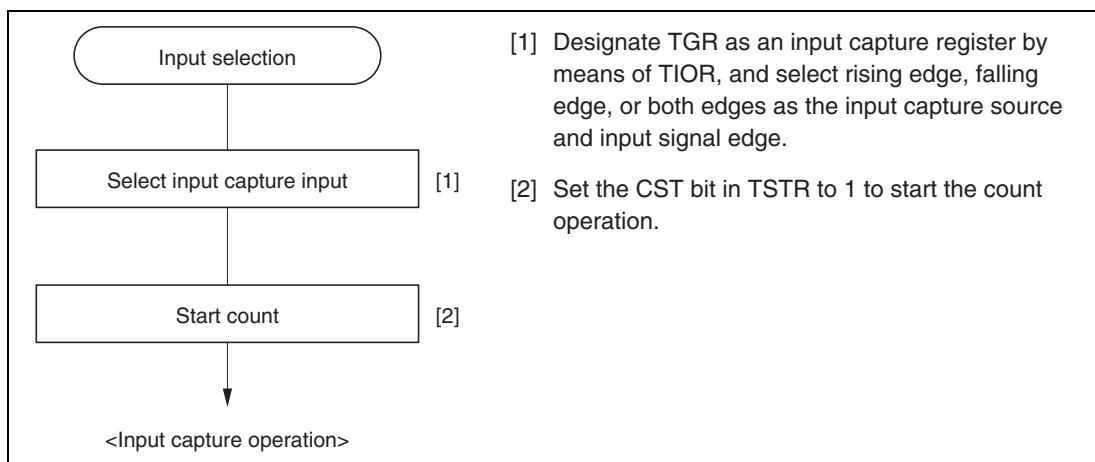 Input selection
Select input capture input
[1]
Start count
[2]
<Input capture operation>
[1] Designate TGR as an input capture register by
means of TIOR, and select rising edge, falling
edge, or both edges as the input capture source
and input signal edge.
[2] Set the CST bit in TSTR to 1 to start the count
operation.